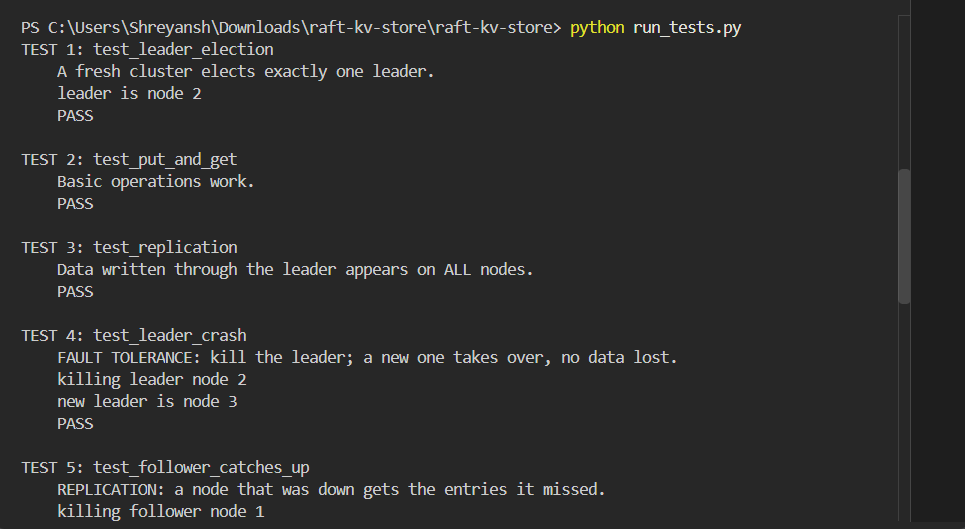 PS C:\Users\Shreyansh\Downloads\raft-kv-store\raft-kv-store> python run_tests.py
TEST 1: test_leader_election
A fresh cluster elects exactly one leader.
leader is node 2
PASS
TEST 2: test_put_and_get
Basic operations work.
PASS
TEST 3: test_replication
Data written through the leader appears on ALL nodes.
PASS
TEST 4: test_leader_crash
FAULT TOLERANCE: kill the leader; a new one takes over, no data lost.
killing leader node 2
new leader is node 3
PASS
TEST 5: test_follower_catches_up
REPLICATION: a node that was down gets the entries it missed.
killing follower node 1